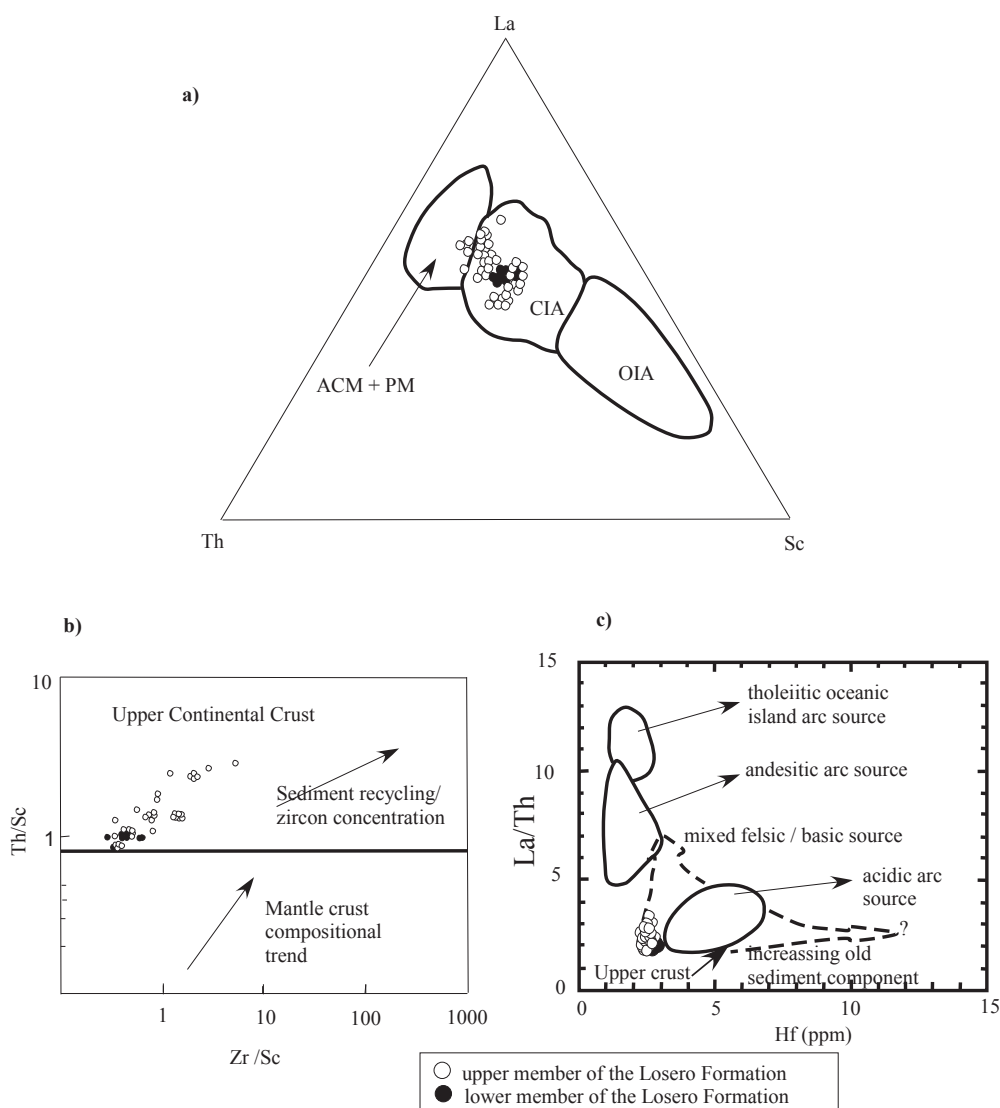 La
a)
CIA
OIA
ACM + PM
Th
Sc
b)
10
Upper Continental Crust
Sediment recycling/
zircon concentration
Th/Sc
1
Mantle crust
compositional
trend
1
10
100
1000
Zr /Sc
c)
15
tholeiitic oceanic
island arc source
10
andesitic arc source
La/Th
mixed felsic / basic source
5
acidic arc
source
?
Upper crust
increassing old
sediment component
0
0
5
10
15
Hf (ppm)
upper member of the Losero Formation
lower member of the Losero Formation